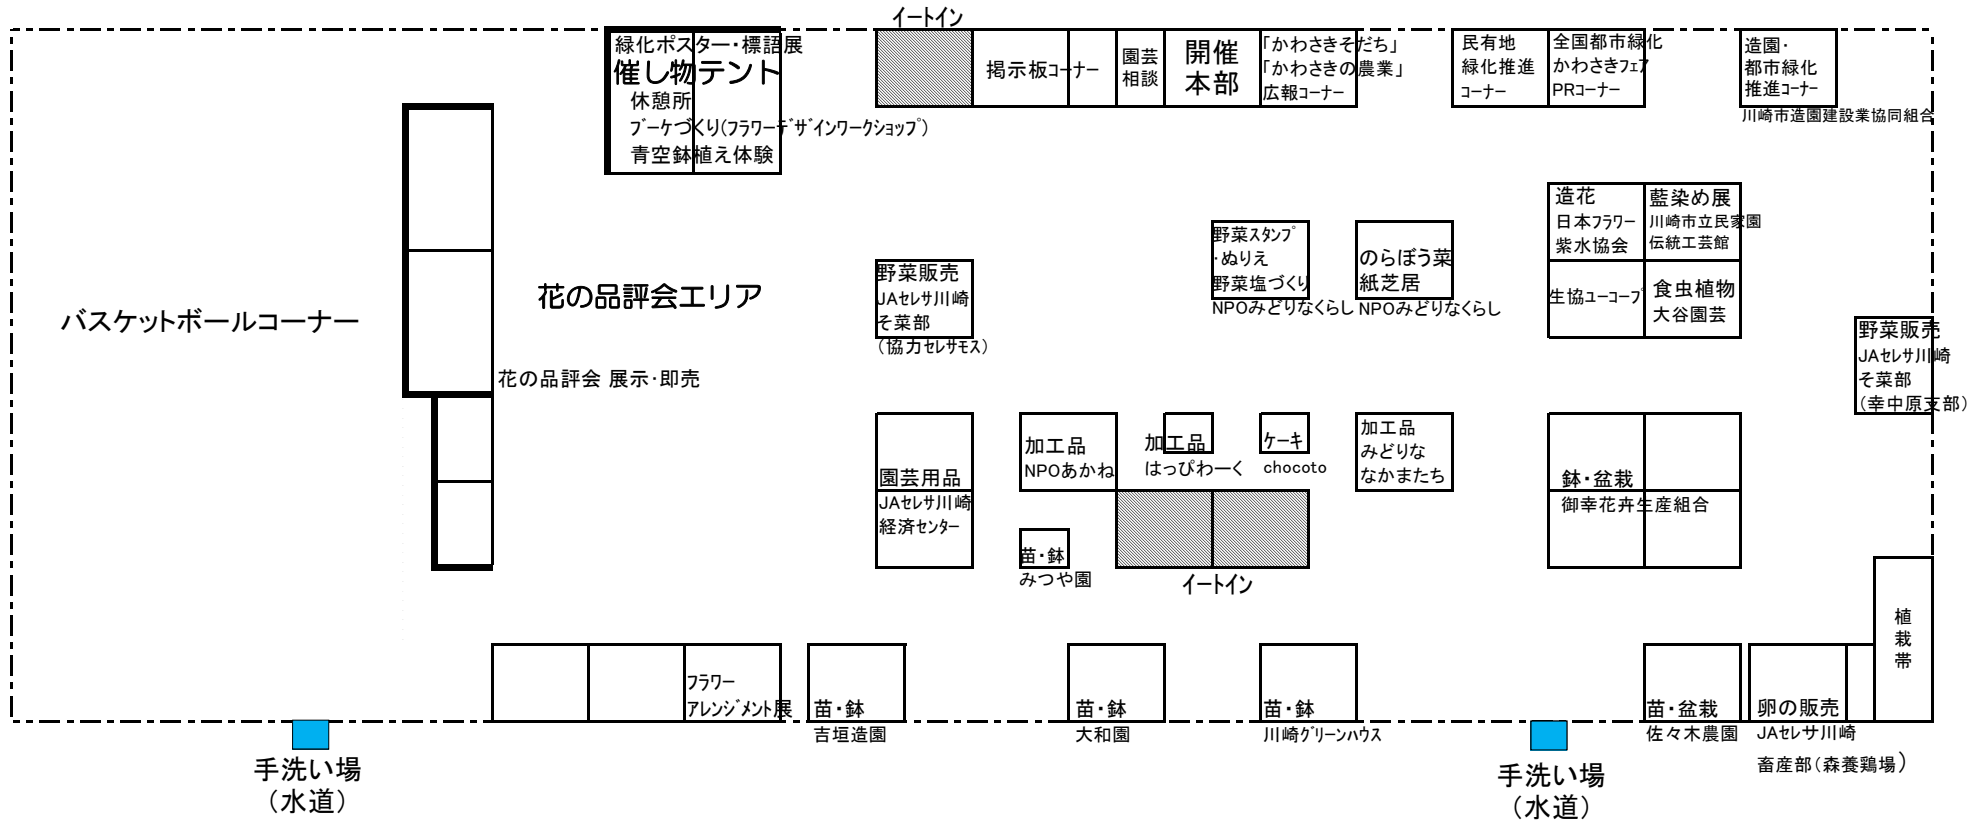 イートイン
緑化ポスター・標語展
催し物テント
休憩所
ブーケづくり(フラワーデザインワークショップ)
青空鉢植え体験
掲示板コーナー
園芸
相談
開催
本部
「かわさきそだち」
「かわさきの農業」
広報コーナー
民有地
緑化推進
コーナー
全国都市緑化
かわさきフェア
PRコーナー
造園・
都市緑化
推進コーナー
川崎市造園建設業協同組合
バスケットボールコーナー
花の品評会エリア
花の品評会 展示・即売
野菜販売
JAセレサ川崎
そ菜部
(協力セレサモス)
野菜スタンプ
・ぬりえ
野菜塩づくり
NPOみどりなくらし
のらぼう菜
紙芝居
NPOみどりなくらし
造花
日本フラワー
紫水協会
藍染め展
川崎市立民家園
伝統工芸館
生協ユーコープ
食虫植物
大谷園芸
野菜販売
JAセレサ川崎
そ菜部
(幸中原支部)
園芸用品
JAセレサ川崎
経済センター
加工品
NPOあかね
加工品
はっぴわーく
ケーキ
chocoto
加工品
みどりな
なかまたち
鉢・盆栽
御幸花卉生産組合
苗・鉢
みつや園
イートイン
植
栽
帯
フラワー
アレンジメント展
苗・鉢
吉垣造園
苗・鉢
大和園
苗・鉢
川崎グリーンハウス
苗・盆栽
佐々木農園
卵の販売
JAセレサ川崎
畜産部(森養鶏場)
手洗い場
(水道)
手洗い場
(水道)